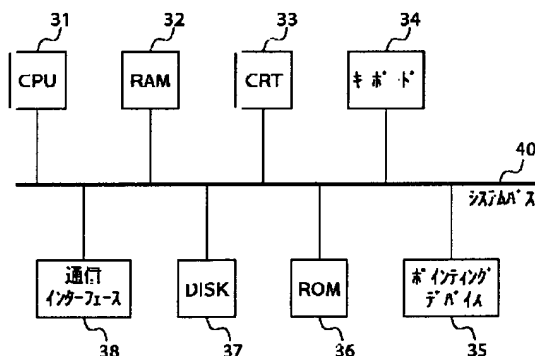 31
32
33
34
CPU
RAM
CRT
キボード
40
システムバス
通信
インターフェース
DISK
ROM
ポインティング
デバイス
38
37
36
35